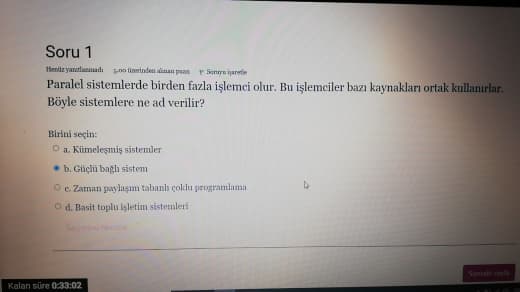 Soru 1
Henüz yanıtlanmadı 5,00 üzerinden alınan puan Soruyu işaretle
Paralel sistemlerde birden fazla işlemci olur. Bu işlemciler bazı kaynakları ortak kullanırlar.
Böyle sistemlere ne ad verilir?
Birini seçin:
a. Kümeleşmiş sistemler
b. Güçlü bağlı sistem
c. Zaman paylaşım tabanlı çoklu programlama
d. Basit toplu işletim sistemleri
Sonraki sayfa
Kalan süre 0:33:02